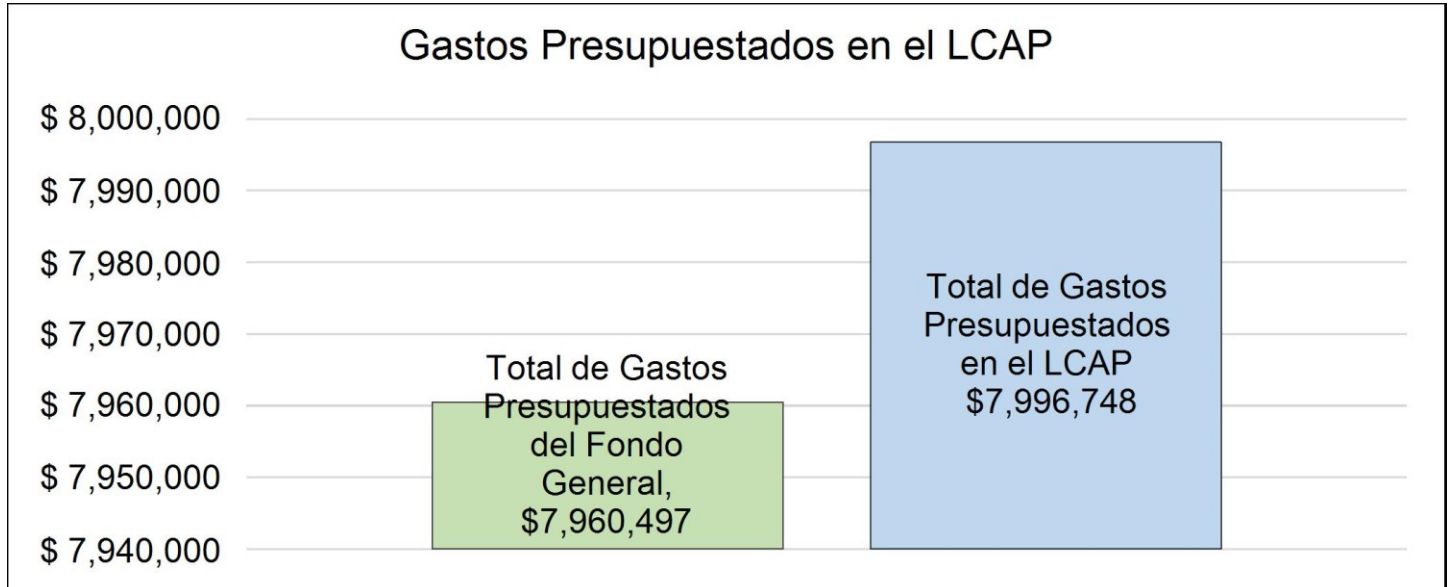 Gastos Presupuestados en el LCAP
$ 8,000,000
$ 7,990,000
$ 7,980,000
$ 7,970,000
$ 7,960,000
$ 7,950,000
$ 7,940,000
Total de Gastos
Presupuestados
del Fondo
General,
$7,960,497
Total de Gastos
Presupuestados
en el LCAP
$7,996,748